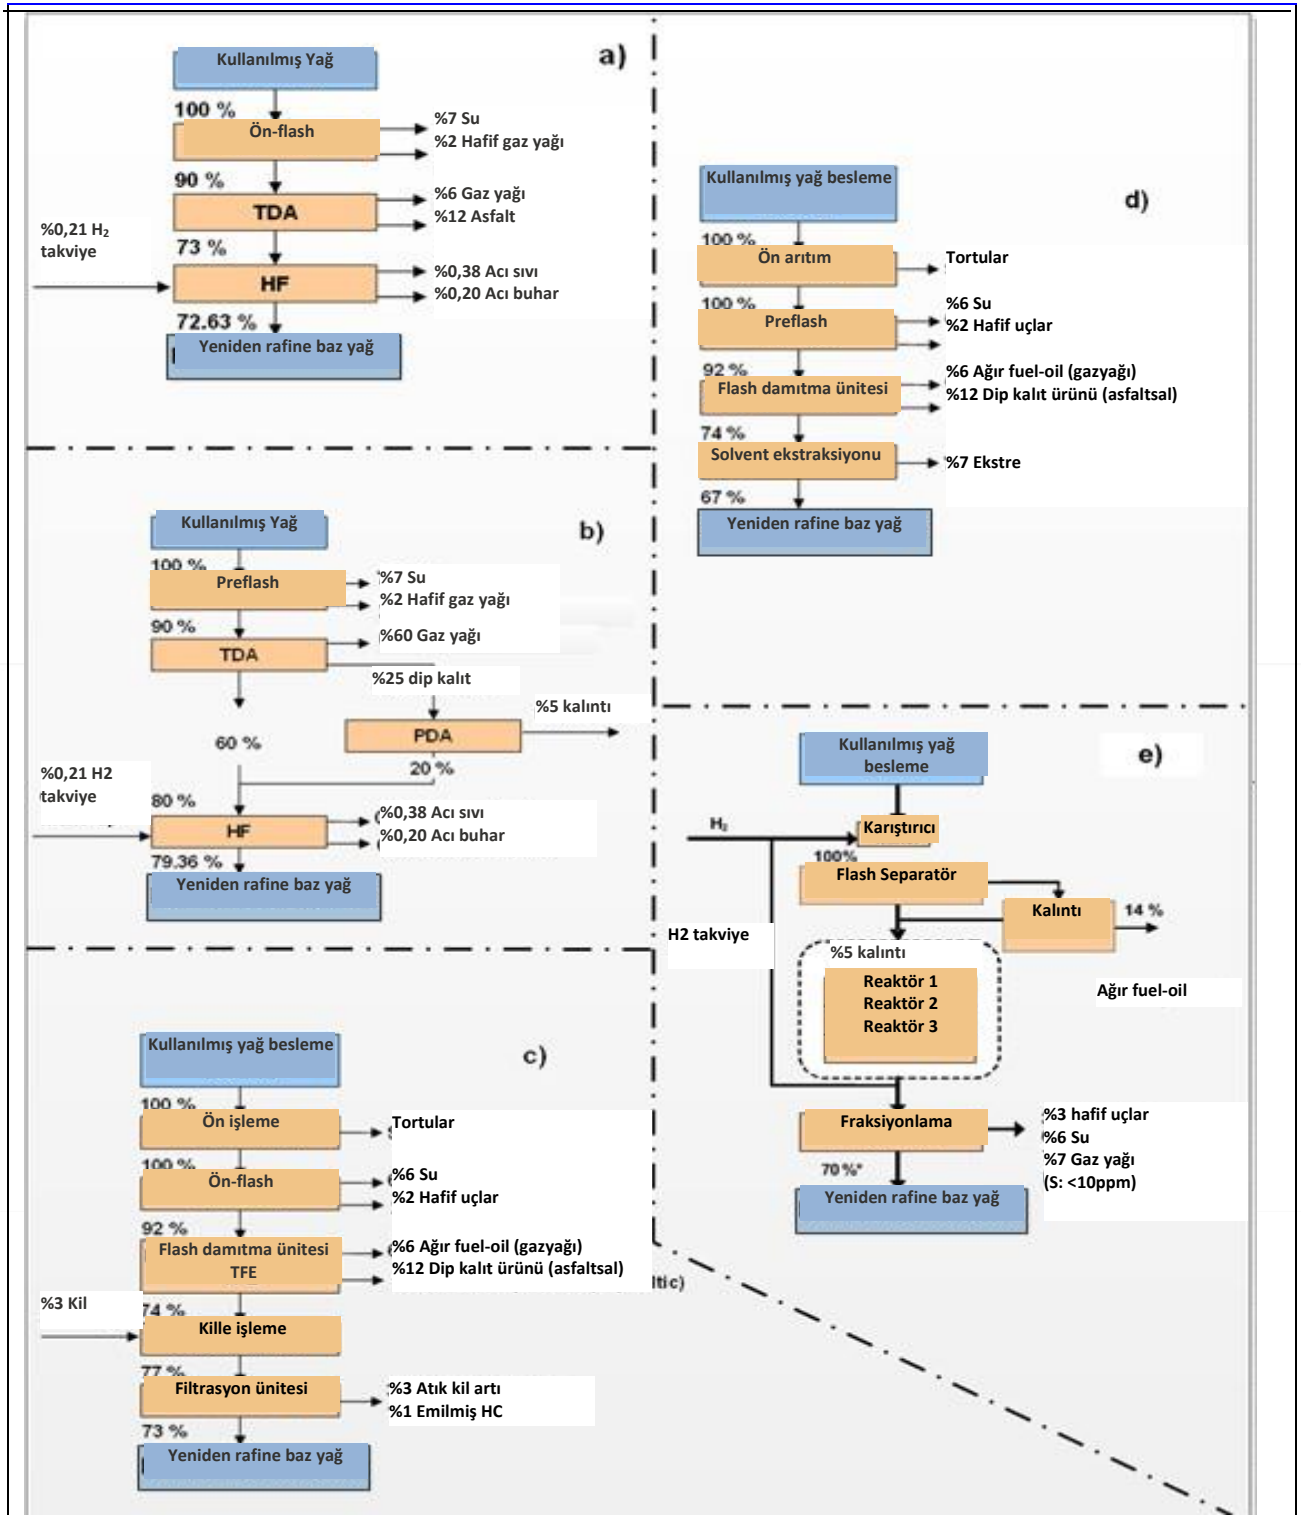 a)
Kullanılmış Yağ
100 %
Ön-flash
%7 Su
%2 Hafif gaz yağı
90 %
TDA
%6 Gaz yağı
%12 Asfalt
%0,21 H₂
takviye
73 %
HF
%0,38 Acı sıvı
%0,20 Acı buhar
72.63 %
Yeniden rafine baz yağ
b)
Kullanılmış Yağ
100 %
Preflash
%7 Su
%2 Hafif gaz yağı
90 %
TDA
%60 Gaz yağı
%25 dip kalıt
%5 kalıntı
PDA
60 %
20 %
%0,21 H2
takviye
80 %
HF
%0,38 Acı sıvı
%0,20 Acı buhar
79.36 %
Yeniden rafine baz yağ
c)
Kullanılmış yağ besleme
100 %
Ön işleme
Tortular
100 %
Ön-flash
%6 Su
%2 Hafif uçlar
92 %
Flash damıtma ünitesi
TFE
%6 Ağır fuel-oil (gazyağı)
%12 Dip kalıt ürünü (asfaltsal)
ltic)
%3 Kil
74 %
Kille işleme
77 %
Filtrasyon ünitesi
%3 Atık kil artı
%1 Emilmiş HC
73 %
Yeniden rafine baz yağ
d)
Kullanılmış yağ besleme
100 %
Ön arıtım
Tortular
100 %
Preflash
%6 Su
%2 Hafif uçlar
92 %
Flash damıtma ünitesi
%6 Ağır fuel-oil (gazyağı)
%12 Dip kalıt ürünü (asfaltsal)
74 %
Solvent ekstraksiyonu
%7 Ekstre
67 %
Yeniden rafine baz yağ
e)
Kullanılmış yağ
besleme
H₂
Karıştırıcı
100%
Flash Separatör
Kalıntı
14 %
H2 takviye
%5 kalıntı
Reaktör 1
Reaktör 2
Reaktör 3
Ağır fuel-oil
Fraksiyonlama
%3 hafif uçlar
%6 Su
%7 Gaz yağı
(S: <10ppm)
70 %*
Yeniden rafine baz yağ